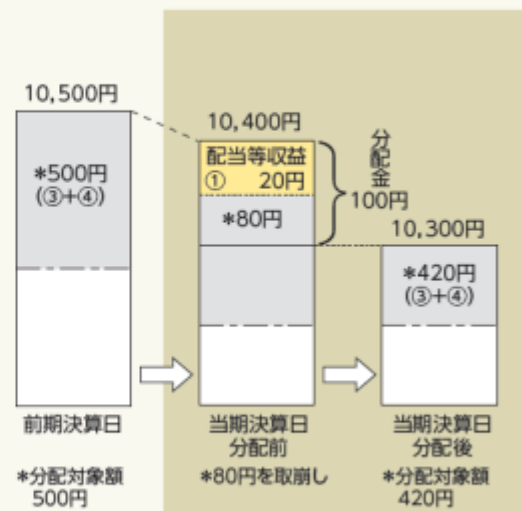 10,500円
*500円
(③+④)
前期決算日
*分配対象額
500円
10,400円
配当等収益
① 20円
*80円
分配金
100円
当期決算日
分配前
*80円を取崩し
10,300円
*420円
(③+④)
当期決算日
分配後
*分配対象額
420円